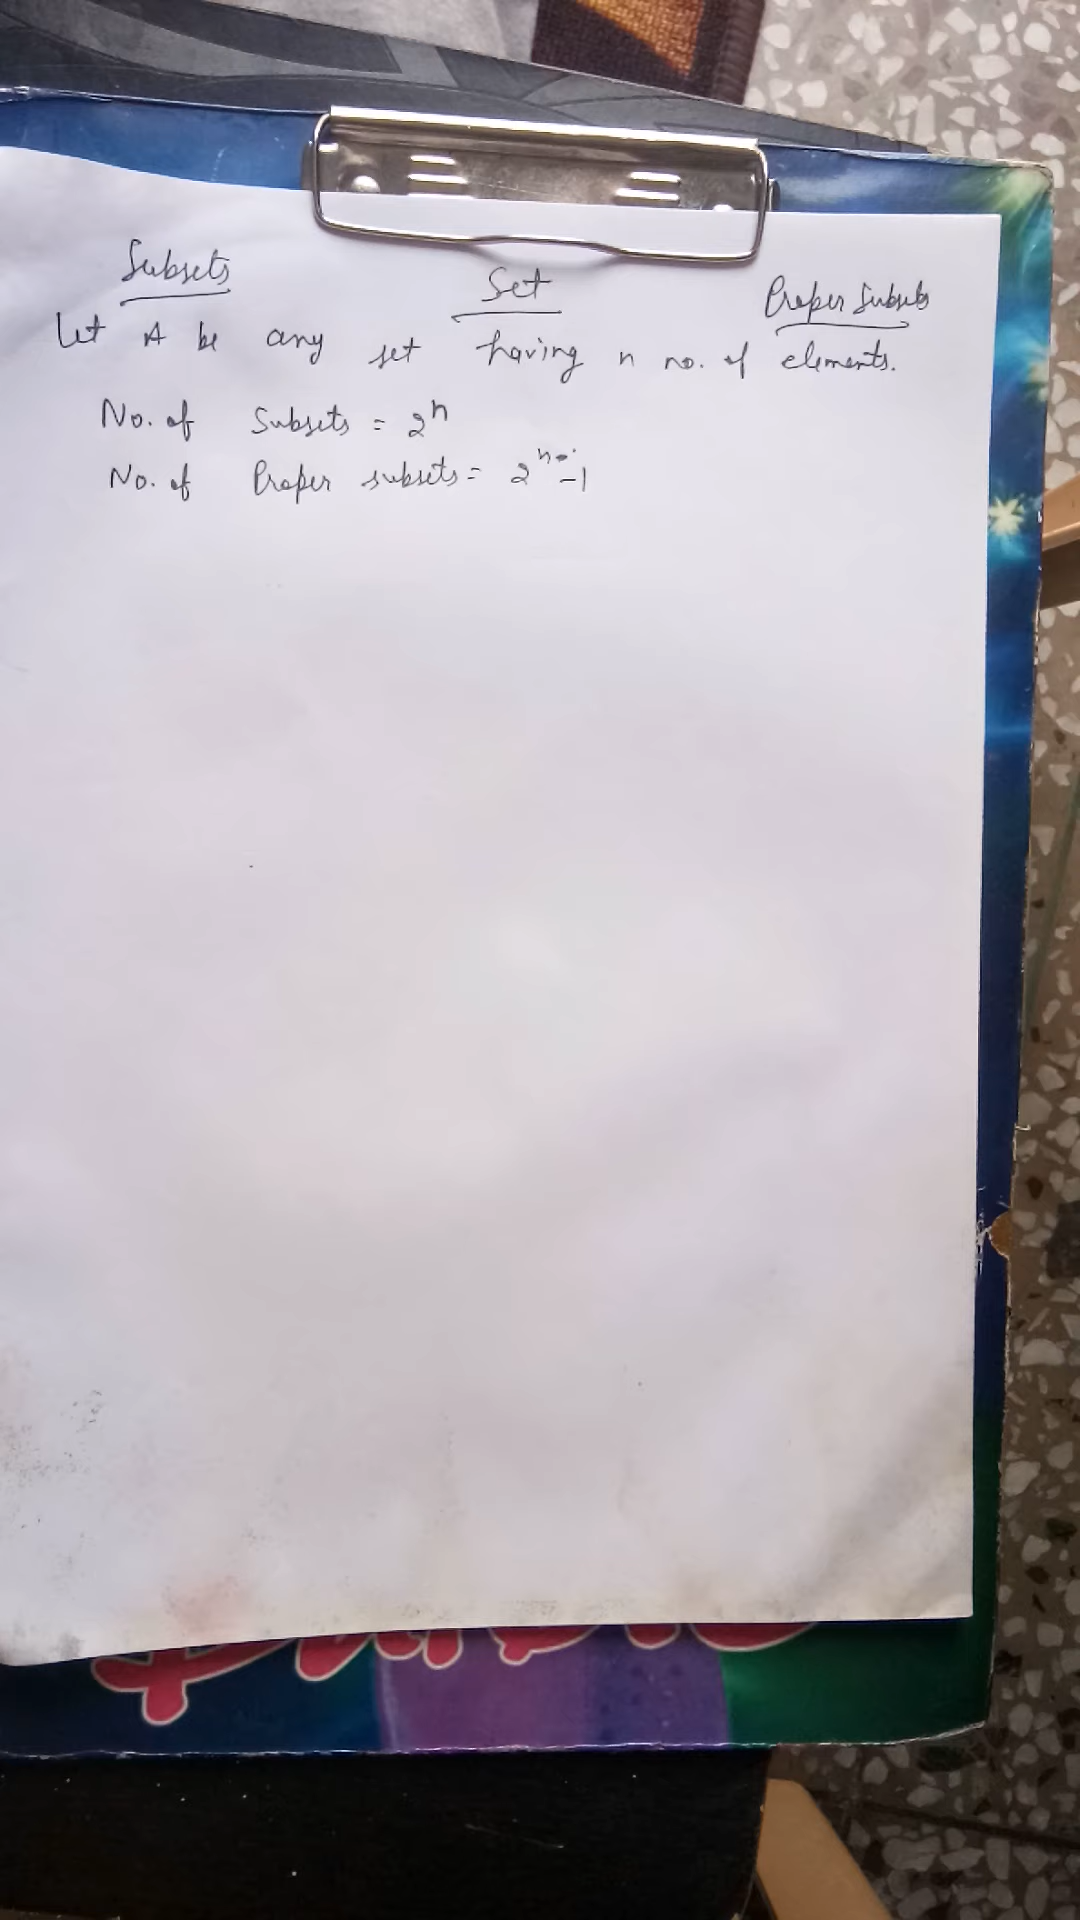 Subsets Set Proper Subsets
Let A be any set having n no. of elements.
No. of Subsets = 2ⁿ
No. of Proper subsets = 2ⁿ - 1